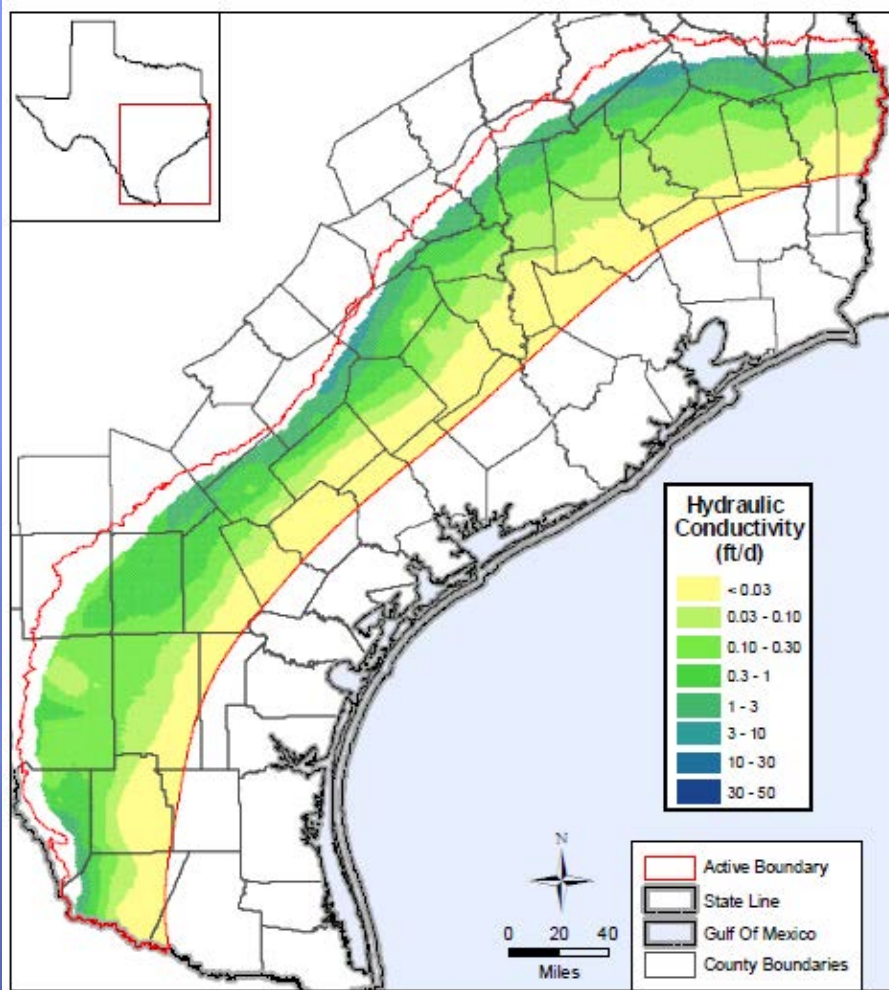 Hydraulic
Conductivity
(ft/d)
< 0.03
0.03 - 0.10
0.10 - 0.30
0.3 - 1
1 - 3
3 - 10
10 - 30
30 - 50
N
0 20 40
Miles
Active Boundary
State Line
Gulf Of Mexico
County Boundaries